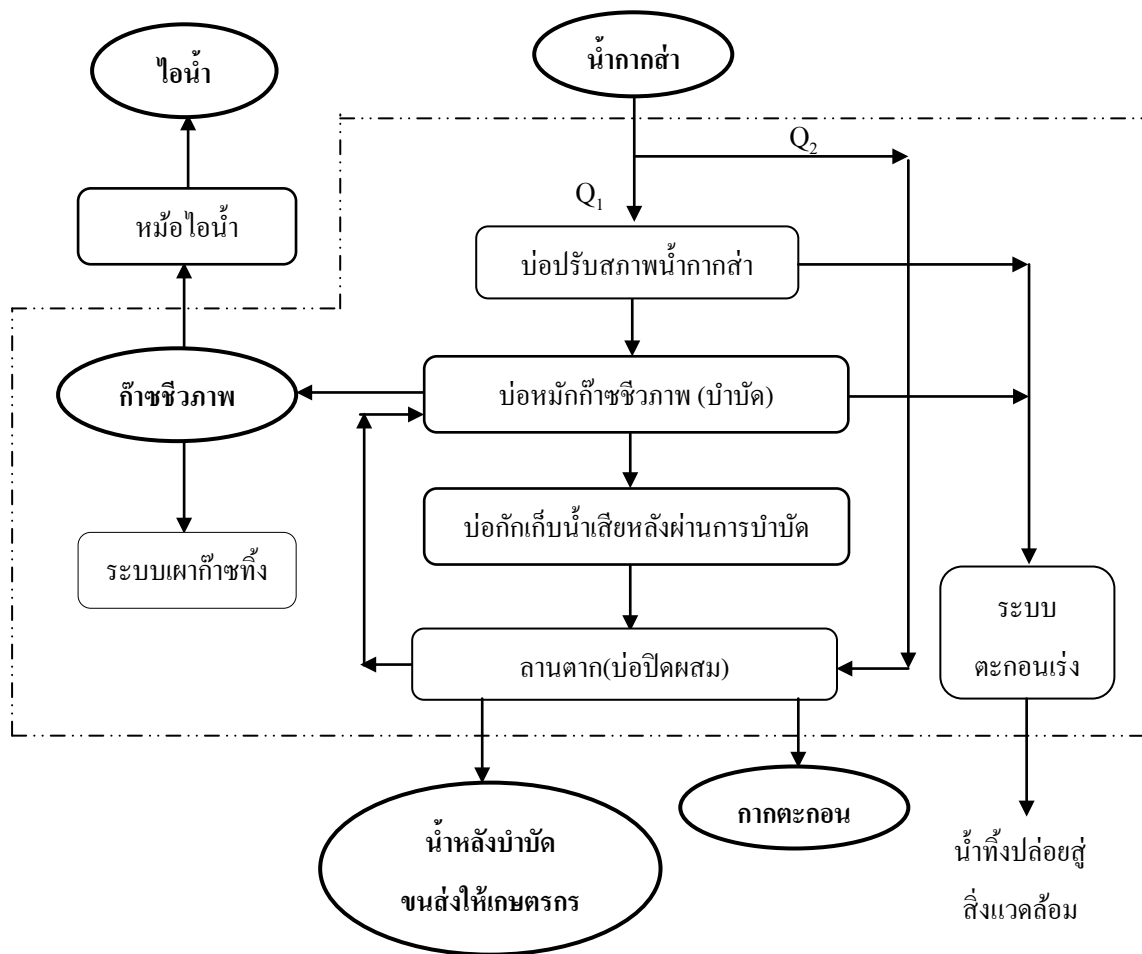 ไอน้ำ
น้ำกากส่า
Q2
Q1
หม้อไอน้ำ
บ่อปรับสภาพน้ำกากส่า
ก๊าซชีวภาพ
บ่อหมักก๊าซชีวภาพ (บำบัด)
บ่อกักเก็บน้ำเสียหลังผ่านการบำบัด
ระบบเผาก๊าซทิ้ง
ระบบ
ตะกอนเร่ง
ลานตาก(บ่อปิดผสม)
กากตะกอน
น้ำหลังบำบัด
ขนส่งให้เกษตรกร
น้ำทิ้งปล่อยสู่
สิ่งแวดล้อม